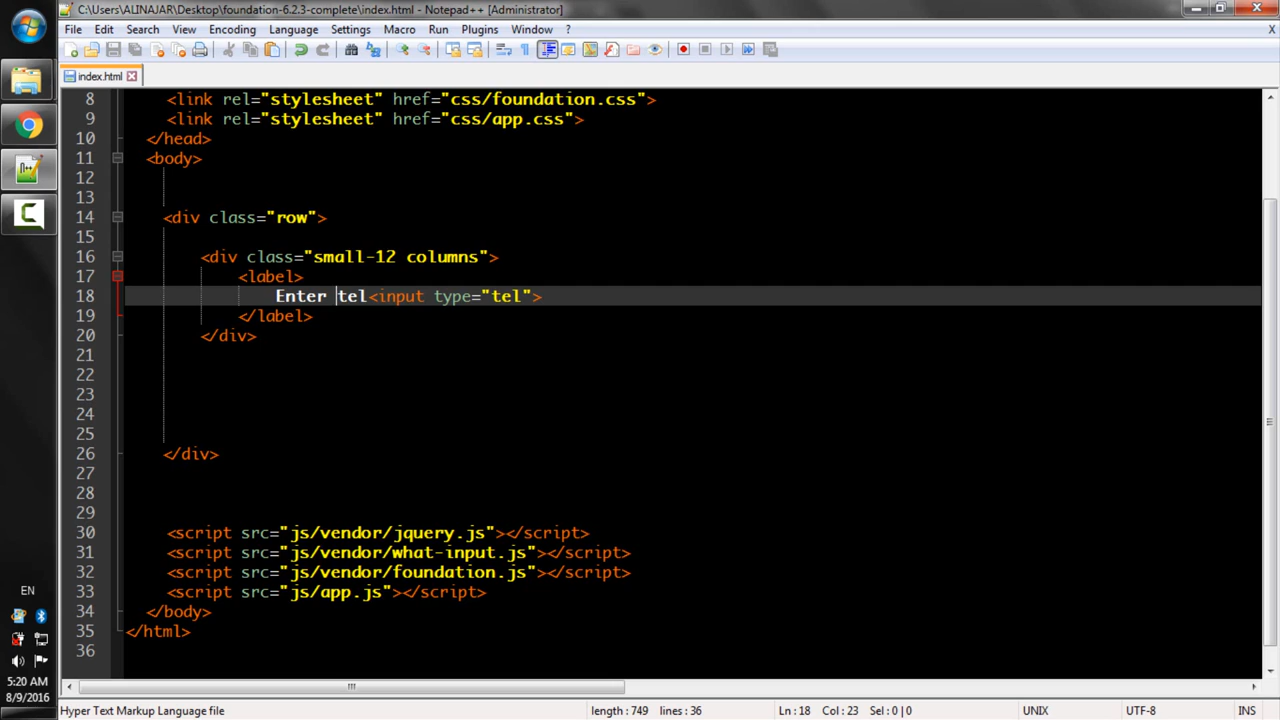 C:\Users\ALINAJAR\Desktop\foundation-6.2.3-complete\index.html - Notepad++ [Administrator]
File Edit Search View Encoding Language Settings Macro Run Plugins Window ? X
index.html
8 <link rel="stylesheet" href="css/foundation.css">
9 <link rel="stylesheet" href="css/app.css">
10 </head>
11 <body>
12
13
14 <div class="row">
15
16 <div class="small-12 columns">
17 <label>
18 Enter tel<input type="tel">
19 </label>
20 </div>
21
22
23
24
25
26 </div>
27
28
29
30 <script src="js/vendor/jquery.js"></script>
31 <script src="js/vendor/what-input.js"></script>
32 <script src="js/vendor/foundation.js"></script>
33 <script src="js/app.js"></script>
34 </body>
35 </html>
36
EN
5:20 AM
8/9/2016
Hyper Text Markup Language file length : 749 lines : 36 Ln : 18 Col : 23 Sel : 0 | 0 UNIX UTF-8 INS